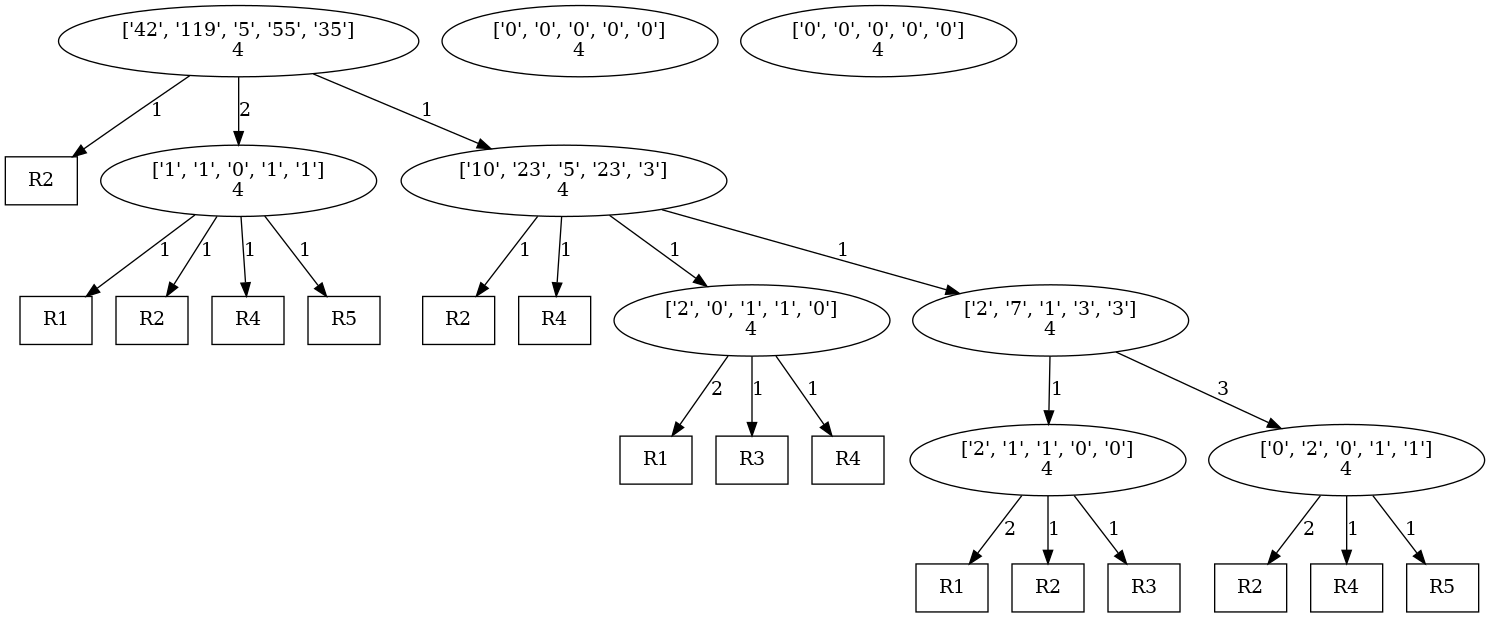 ['42', '119', '5', '55', '35']
4
['0', '0', '0', '0', '0']
4
['0', '0', '0', '0', '0']
4
1
2
1
R2
['1', '1', '0', '1', '1']
4
['10', '23', '5', '23', '3']
4
1
1
1
1
1
1
1
1
R1
R2
R4
R5
R2
R4
['2', '0', '1', '1', '0']
4
['2', '7', '1', '3', '3']
4
2
1
1
1
3
R1
R3
R4
['2', '1', '1', '0', '0']
4
['0', '2', '0', '1', '1']
4
2
1
1
2
1
1
R1
R2
R3
R2
R4
R5